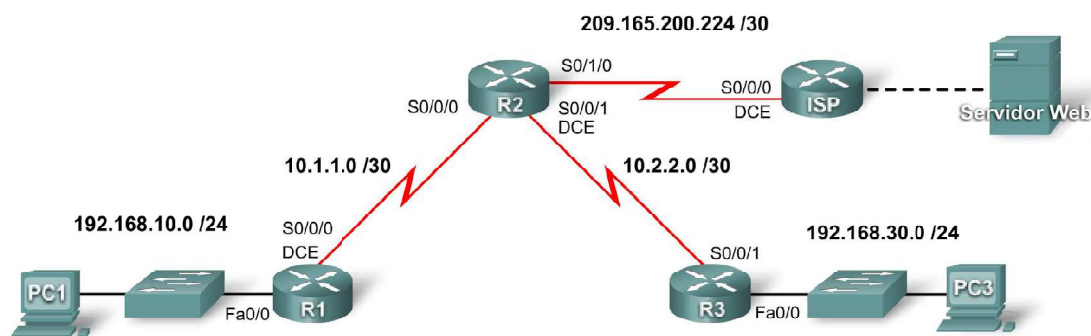 209.165.200.224 /30
S0/1/0
S0/0/0
R2
S0/0/1
DCE
S0/0/0
DCE
ISP
Servidor Web
10.1.1.0 /30
10.2.2.0 /30
192.168.10.0 /24
S0/0/0
DCE
S0/0/1
192.168.30.0 /24
PC1
Fa0/0
R1
R3
Fa0/0
PC3